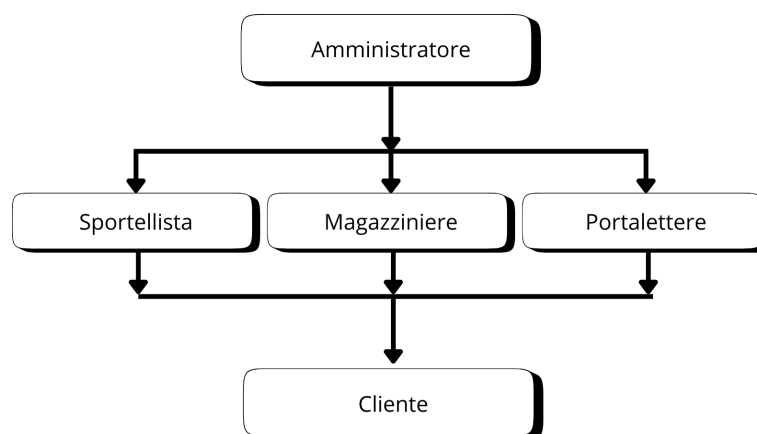 Amministratore
Sportellista
Magazziniere
Portalettere
Cliente